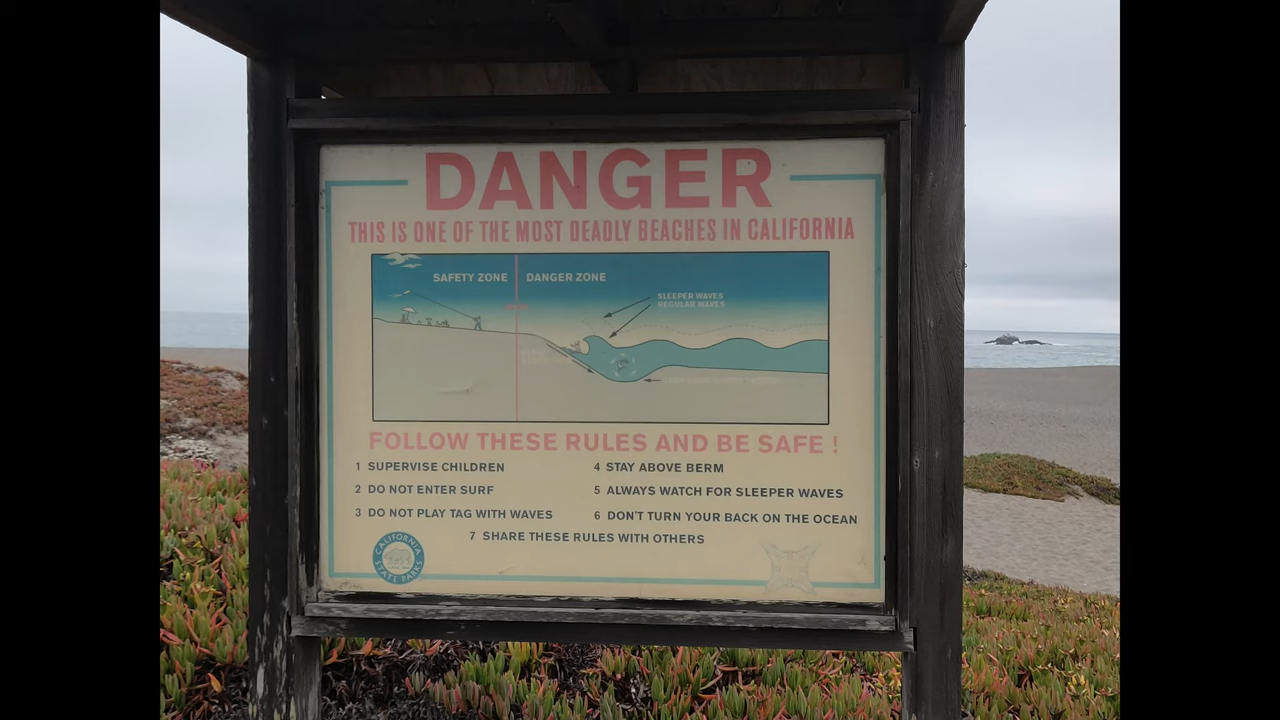 DANGER
THIS IS ONE OF THE MOST DEADLY BEACHES IN CALIFORNIA
SAFETY ZONE
DANGER ZONE
SLEEPER WAVES
REGULAR WAVES
FOLLOW THESE RULES AND BE SAFE !
1 SUPERVISE CHILDREN
2 DO NOT ENTER SURF
3 DO NOT PLAY TAG WITH WAVES
4 STAY ABOVE BERM
5 ALWAYS WATCH FOR SLEEPER WAVES
6 DON'T TURN YOUR BACK ON THE OCEAN
7 SHARE THESE RULES WITH OTHERS
CALIFORNIA
STATE PARKS